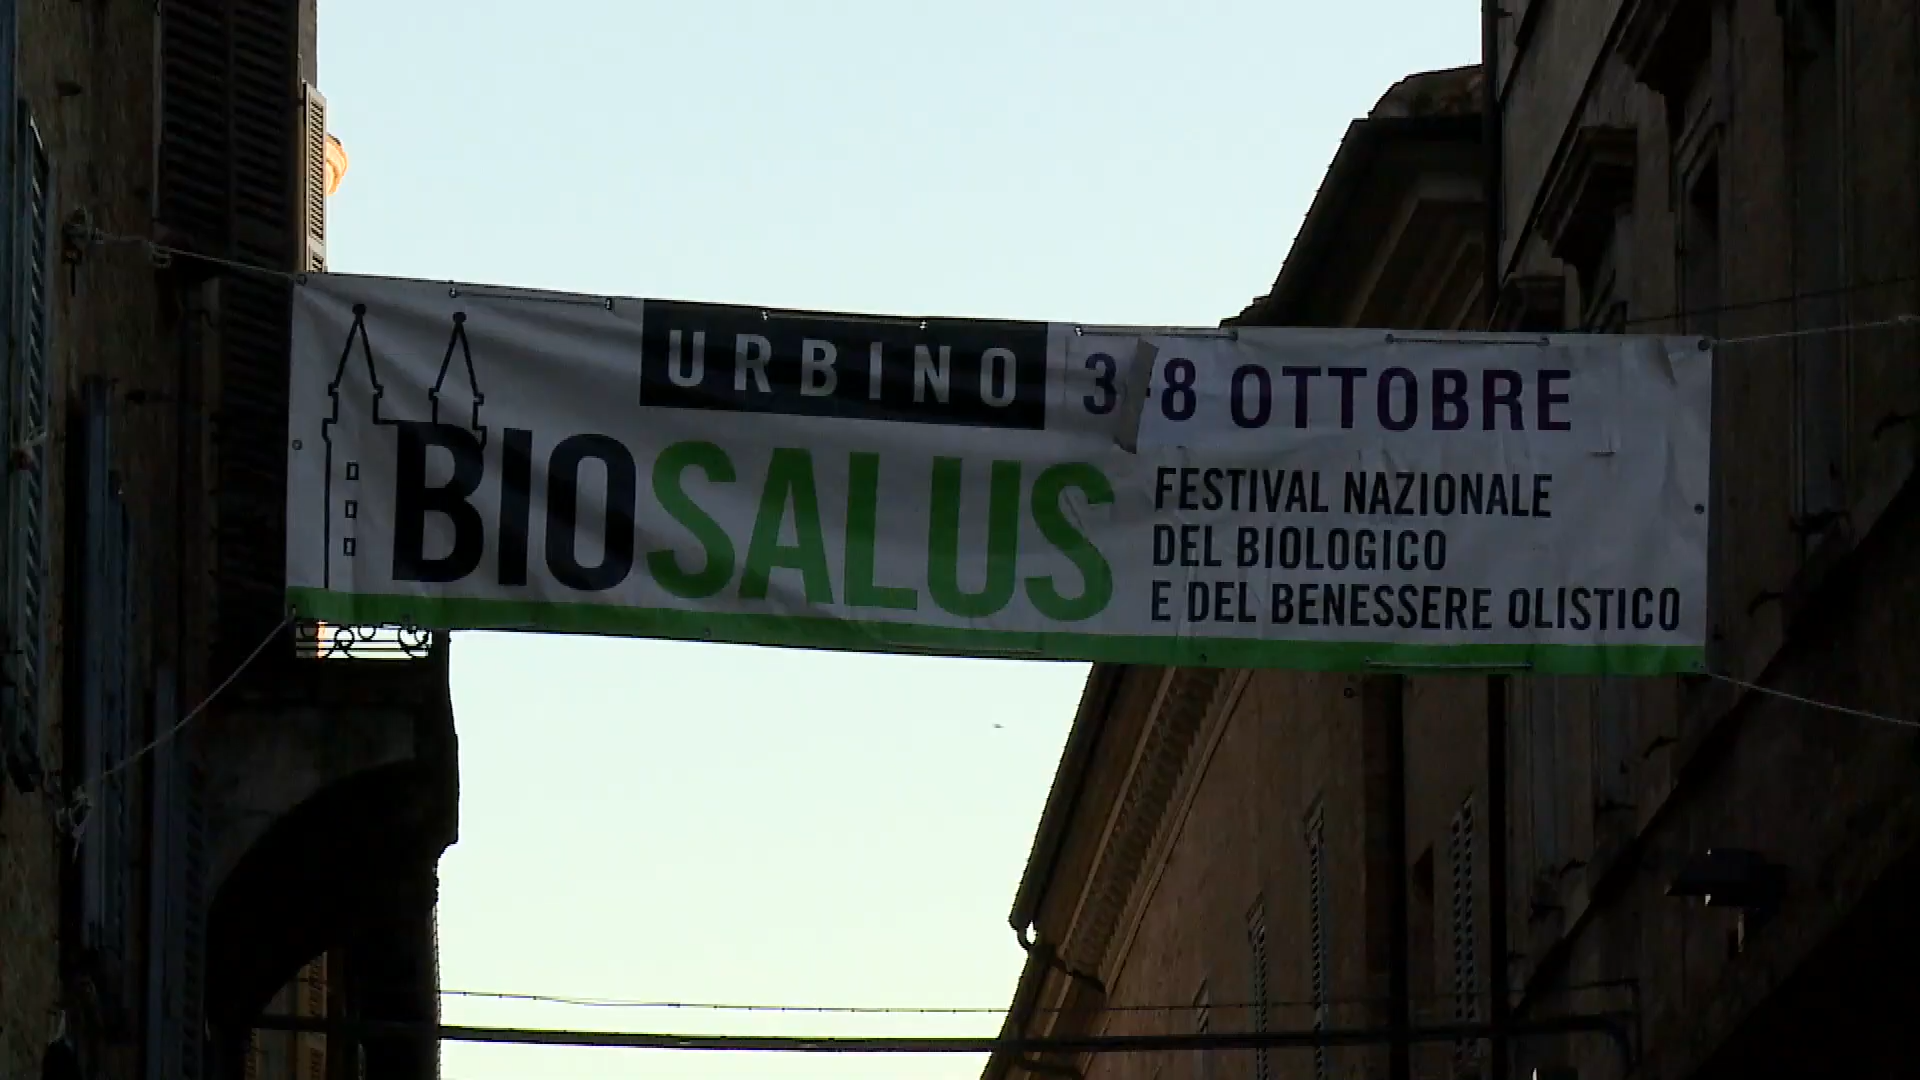 URBINO 3-8 OTTOBRE
BIOSALUS
FESTIVAL NAZIONALE
DEL BIOLOGICO
E DEL BENESSERE OLISTICO